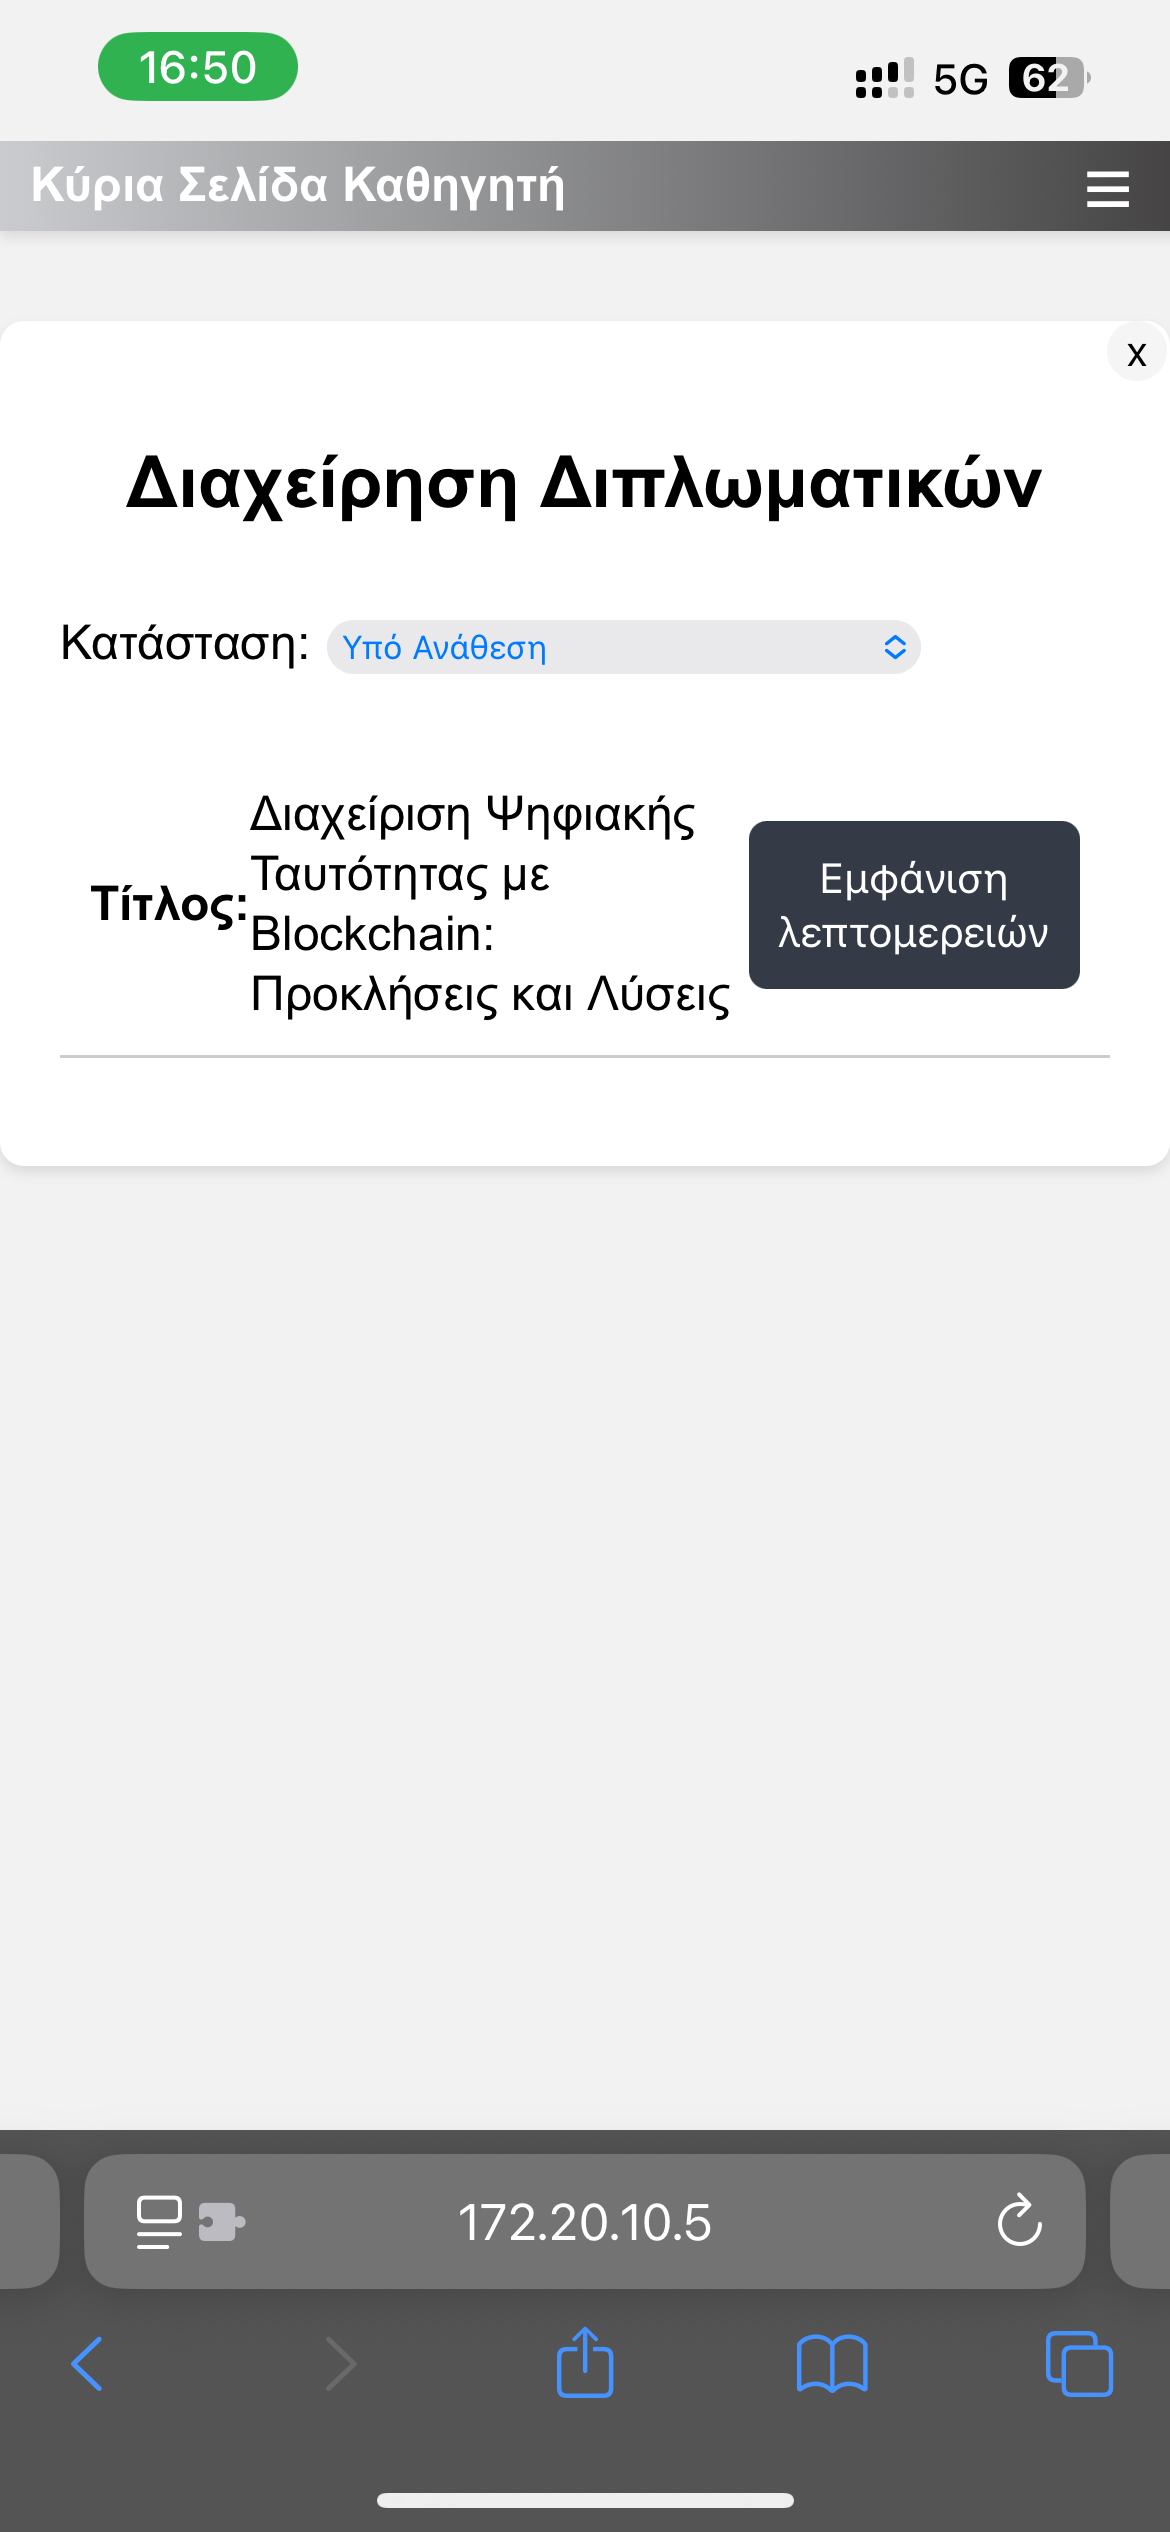 16:50
5G 62
Κύρια Σελίδα Καθηγητή
x
Διαχείρηση Διπλωματικών
Κατάσταση: Υπό Ανάθεση
Τίτλος:
Διαχείριση Ψηφιακής
Ταυτότητας με
Blockchain:
Προκλήσεις και Λύσεις
Εμφάνιση
λεπτομερειών
172.20.10.5